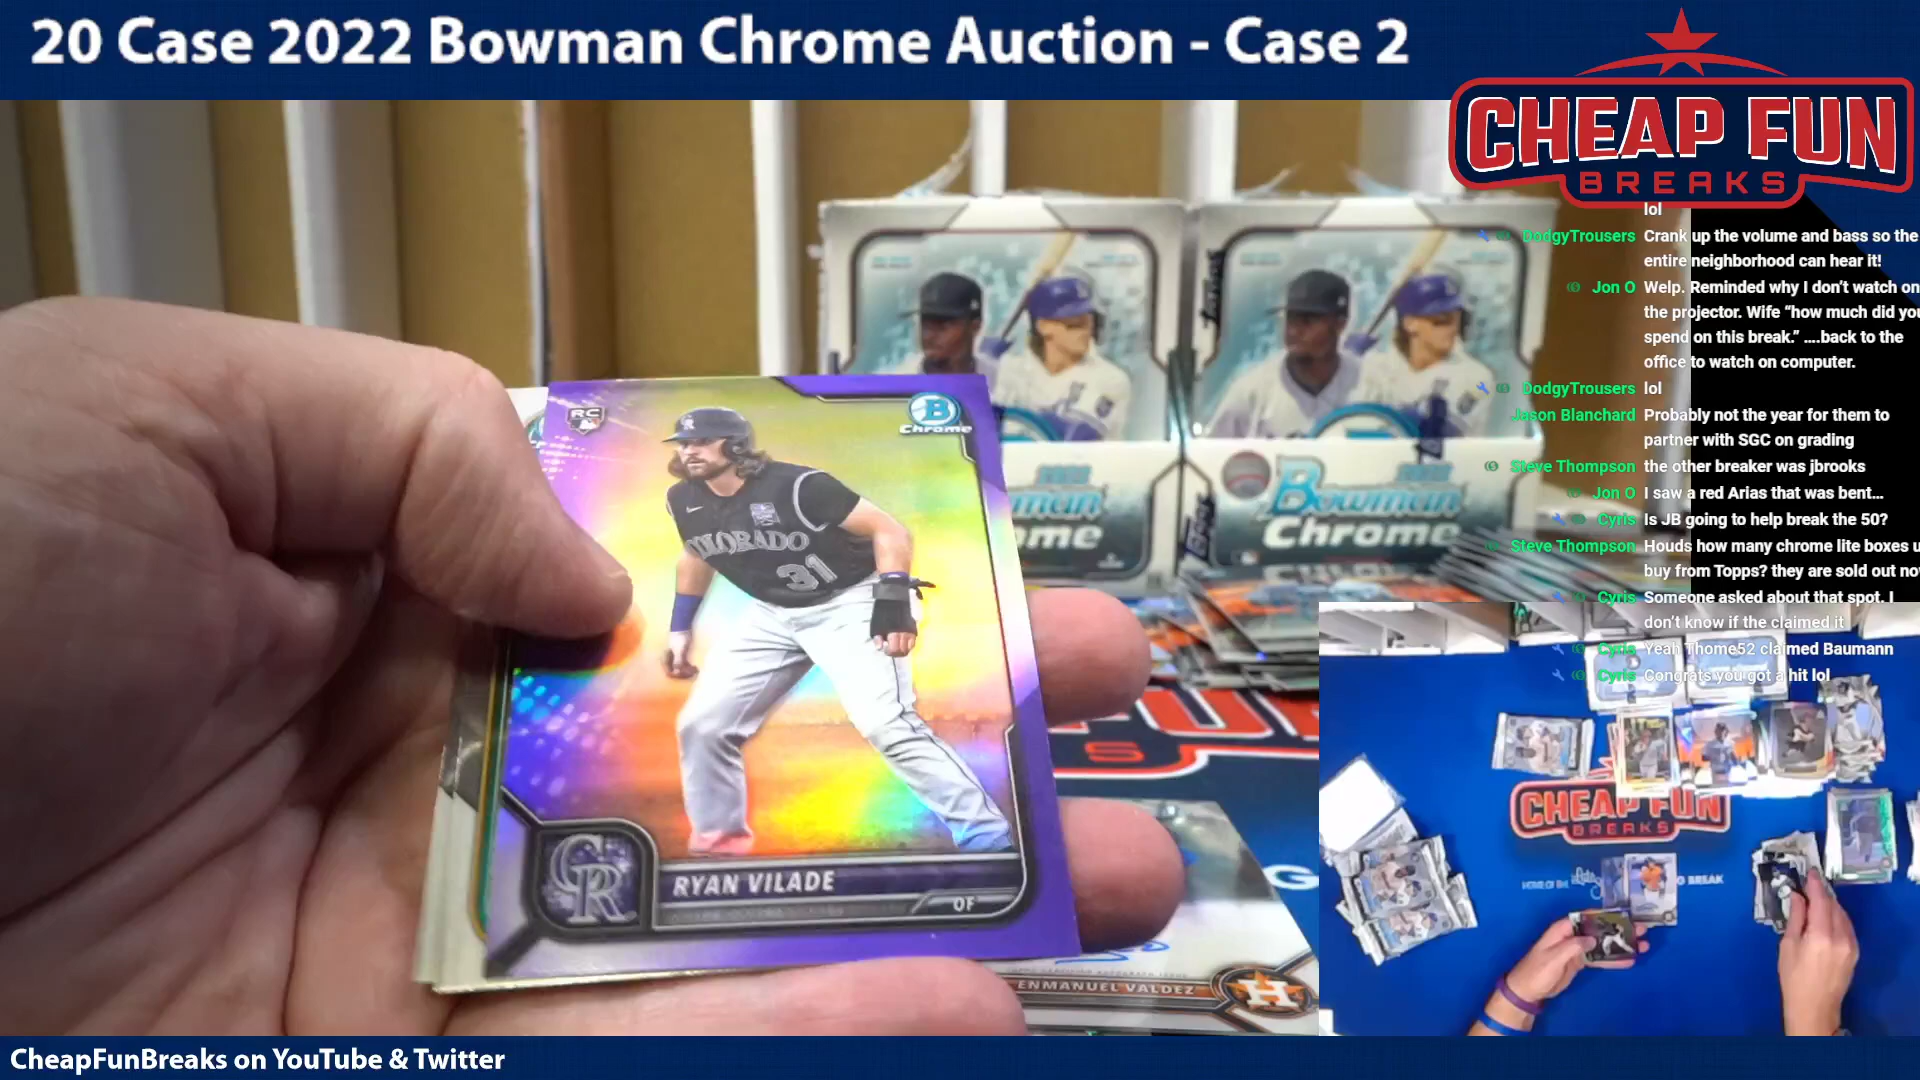 20 Case 2022 Bowman Chrome Auction - Case 2
CHEAP FUN
BREAKS
lol
DodgyTrousers Crank up the volume and bass so the
entire neighborhood can hear it!
Jon O Welp. Reminded why I don't watch on
the projector. Wife “how much did you
spend on this break.” ....back to the
office to watch on computer.
DodgyTrousers lol
Jason Blanchard Probably not the year for them to
partner with SGC on grading
Steve Thompson the other breaker was jbrooks
Jon O I saw a red Arias that was bent...
Cyris Is JB going to help break the 50?
Steve Thompson Houds how many chrome lite boxes u
buy from Topps? they are sold out now
Cyris Someone asked about that spot. I
don't know if the claimed it
Cyris Yeah Thome52 claimed Baumann
Cyris Congrats you got a hit lol
RC
B
Chrome
COLORADO
31
CR
RYAN VILADE
OF
Bowman
Chrome
topps
ENMANUEL VALDEZ
H
CHEAP FUN
BREAKS
BREAK
CheapFunBreaks on YouTube & Twitter